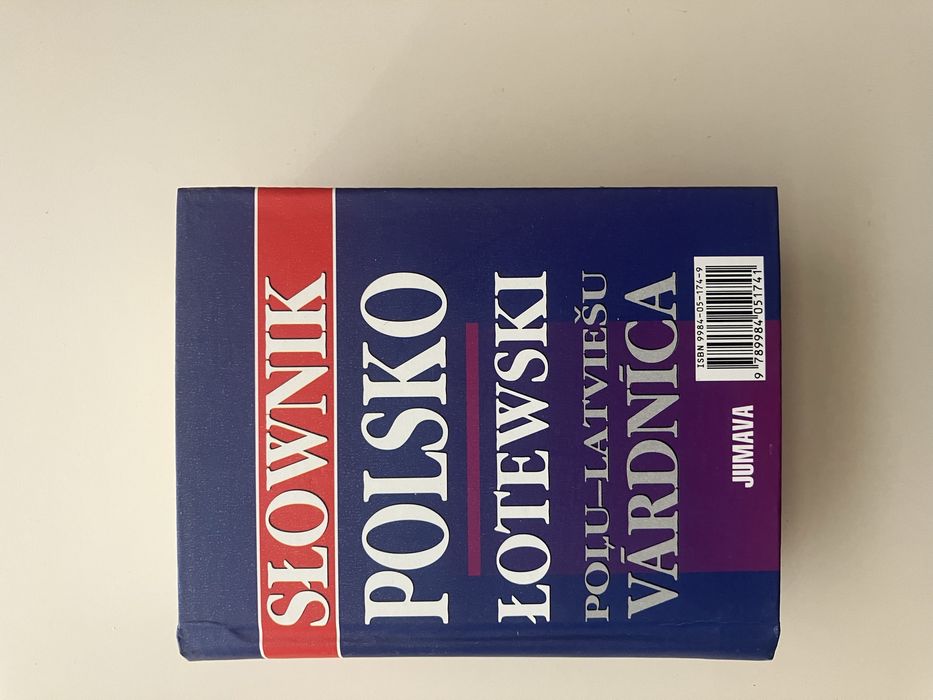 SŁOWNIK
POLSKO
ŁOTEWSKI
POĻU–LATVIEŠU
VĀRDNĪCA
JUMAVA
ISBN 9984-05-174-9
9 789984 051741